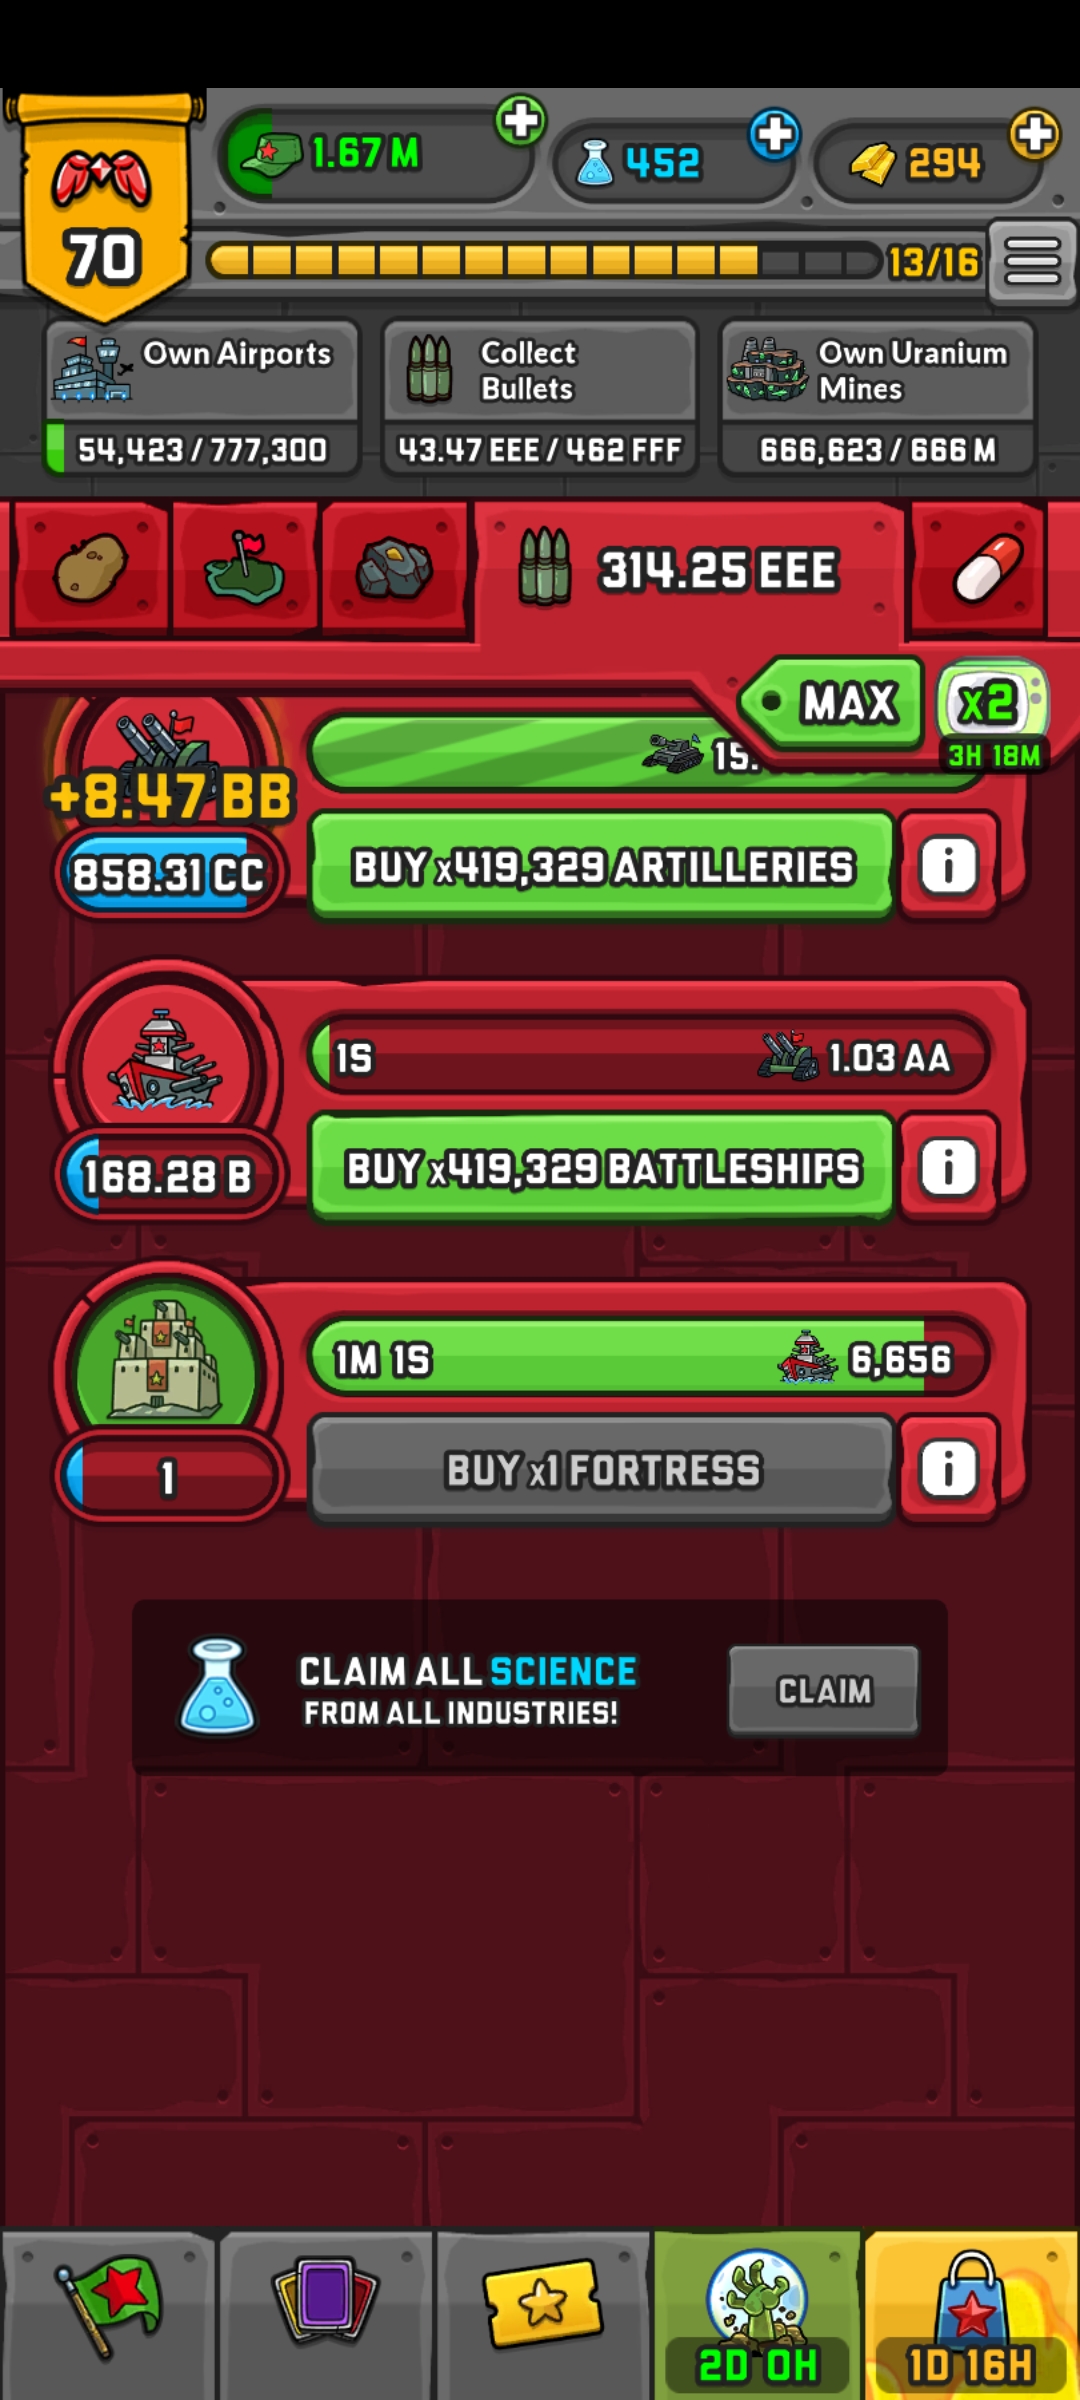 1.67 M
452
294
70
13/16
Own Airports
54,423 / 777,300
Collect
Bullets
43.47 EEE / 462 FFF
Own Uranium
Mines
666,623 / 666 M
314.25 EEE
MAX
x2
3H 18M
15.
+8.47 BB
858.31 CC
BUY x419,329 ARTILLERIES
i
1S
1.03 AA
168.28 B
BUY x419,329 BATTLESHIPS
i
1M 1S
6,656
1
BUY x1 FORTRESS
i
CLAIM ALL SCIENCE
FROM ALL INDUSTRIES!
CLAIM
2D 0H
1D 16H